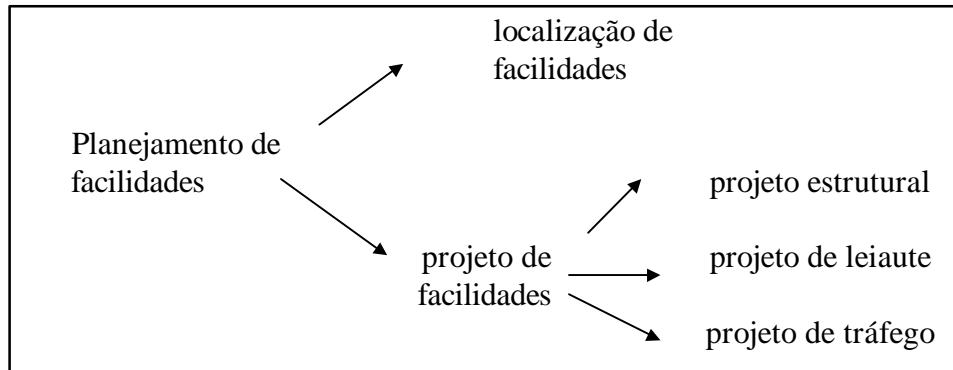 localização de
facilidades
Planejamento de
facilidades
projeto estrutural
projeto de
facilidades
projeto de leiaute
projeto de tráfego